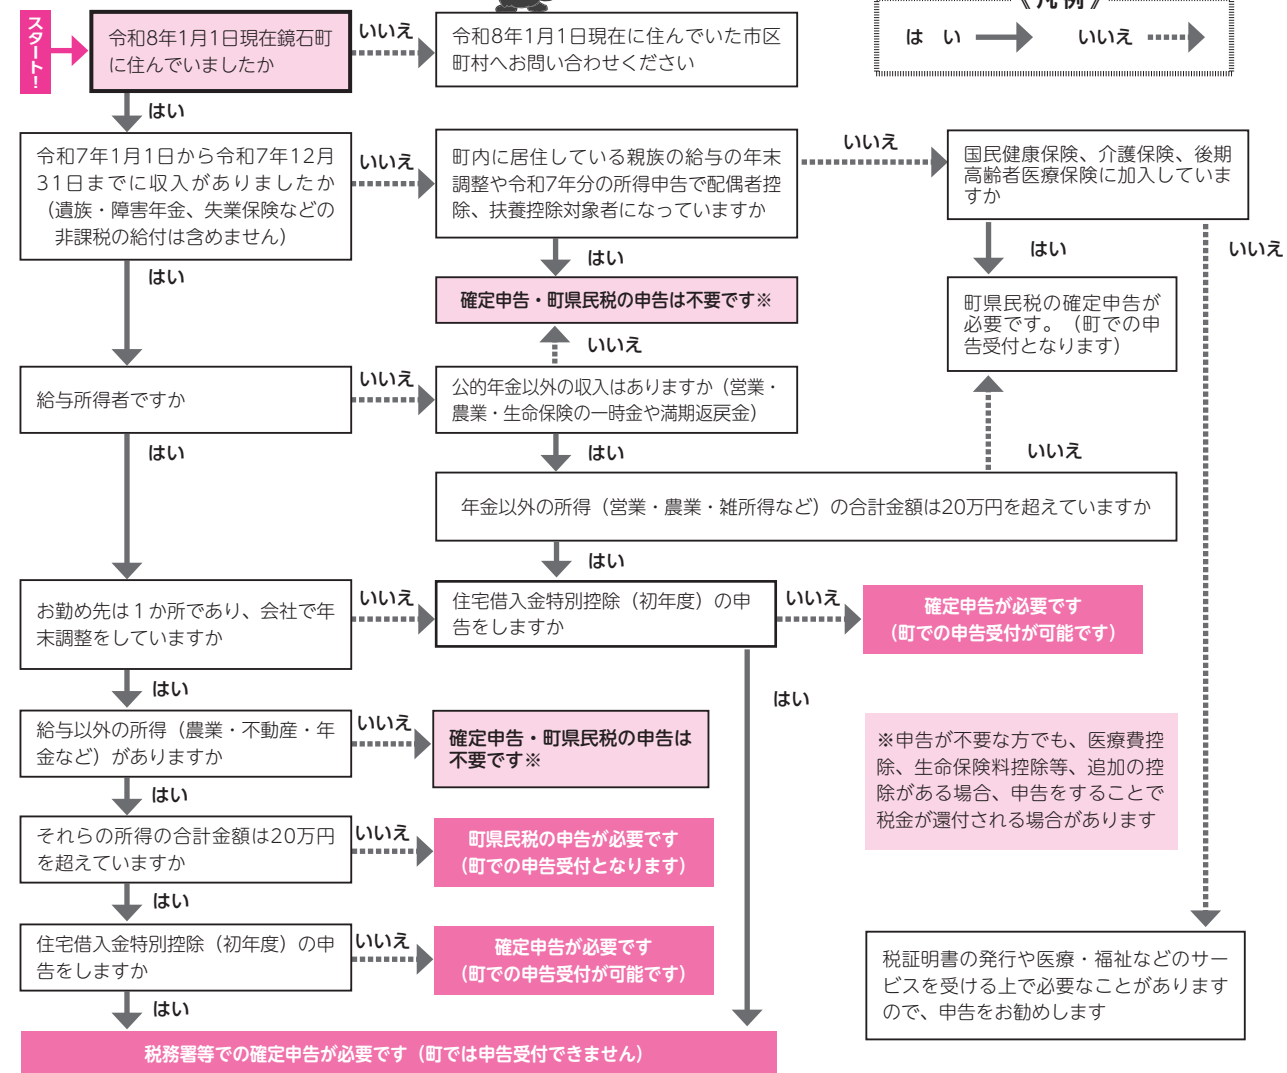 スタート！
令和8年1月1日現在鏡石町
に住んでいましたか
いいえ
令和8年1月1日現在に住んでいた市区
町村へお問い合わせください
《凡例》
は　い
いいえ
はい
令和7年1月1日から令和7年12月
31日までに収入がありましたか
（遺族・障害年金、失業保険などの
非課税の給付は含めません）
いいえ
町内に居住している親族の給与の年末
調整や令和7年分の所得申告で配偶者控
除、扶養控除対象者になっていますか
いいえ
国民健康保険、介護保険、後期
高齢者医療保険に加入していま
すか
はい
はい
はい
いいえ
確定申告・町県民税の申告は不要です※
町県民税の確定申告が
必要です。（町での申
告受付となります）
いいえ
給与所得者ですか
いいえ
公的年金以外の収入はありますか（営業・
農業・生命保険の一時金や満期返戻金）
はい
はい
いいえ
年金以外の所得（営業・農業・雑所得など）の合計金額は20万円を超えていますか
はい
お勤め先は１か所であり、会社で年
末調整をしていますか
いいえ
住宅借入金特別控除（初年度）の申
告をしますか
いいえ
確定申告が必要です
（町での申告受付が可能です）
はい
はい
給与以外の所得（農業・不動産・年
金など）がありますか
いいえ
確定申告・町県民税の申告は
不要です※
※申告が不要な方でも、医療費控
除、生命保険料控除等、追加の控
除がある場合、申告をすることで
税金が還付される場合があります
はい
それらの所得の合計金額は20万円
を超えていますか
いいえ
町県民税の申告が必要です
（町での申告受付となります）
はい
住宅借入金特別控除（初年度）の申
告をしますか
いいえ
確定申告が必要です
（町での申告受付が可能です）
税証明書の発行や医療・福祉などのサー
ビスを受ける上で必要なことがあります
ので、申告をお勧めします
はい
税務署等での確定申告が必要です（町では申告受付できません）